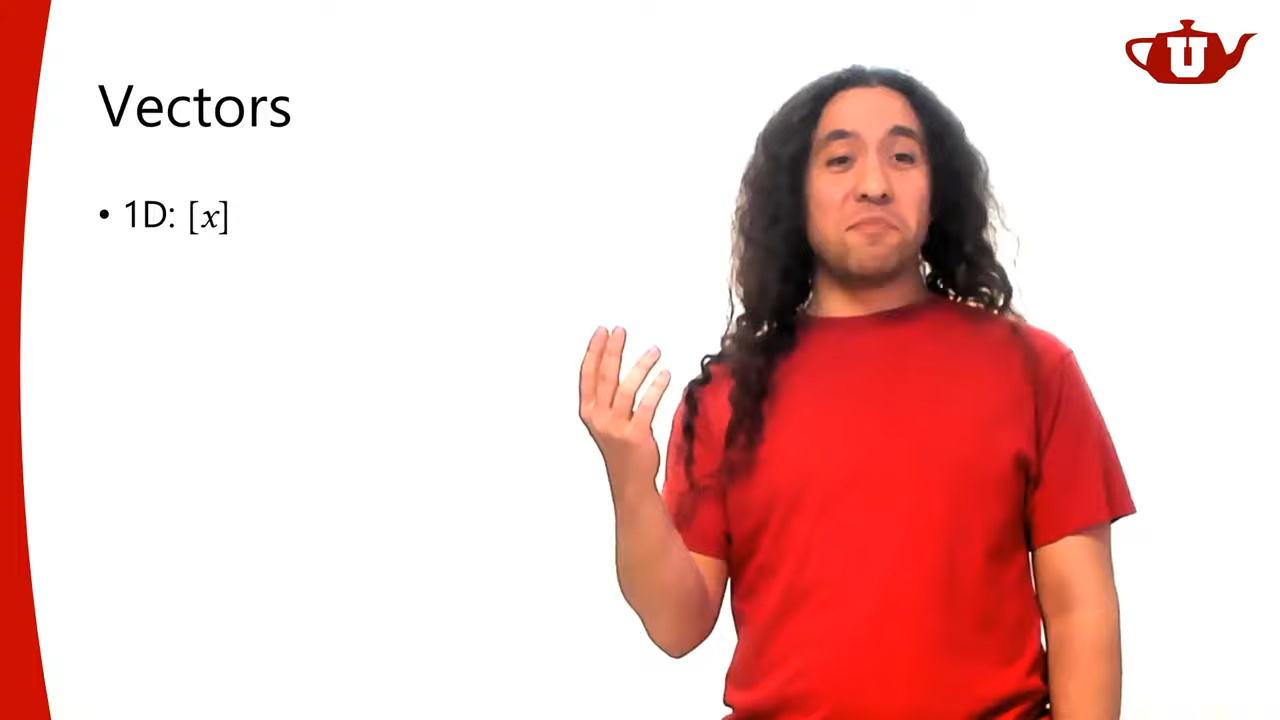 U
Vectors
• 1D: [x]